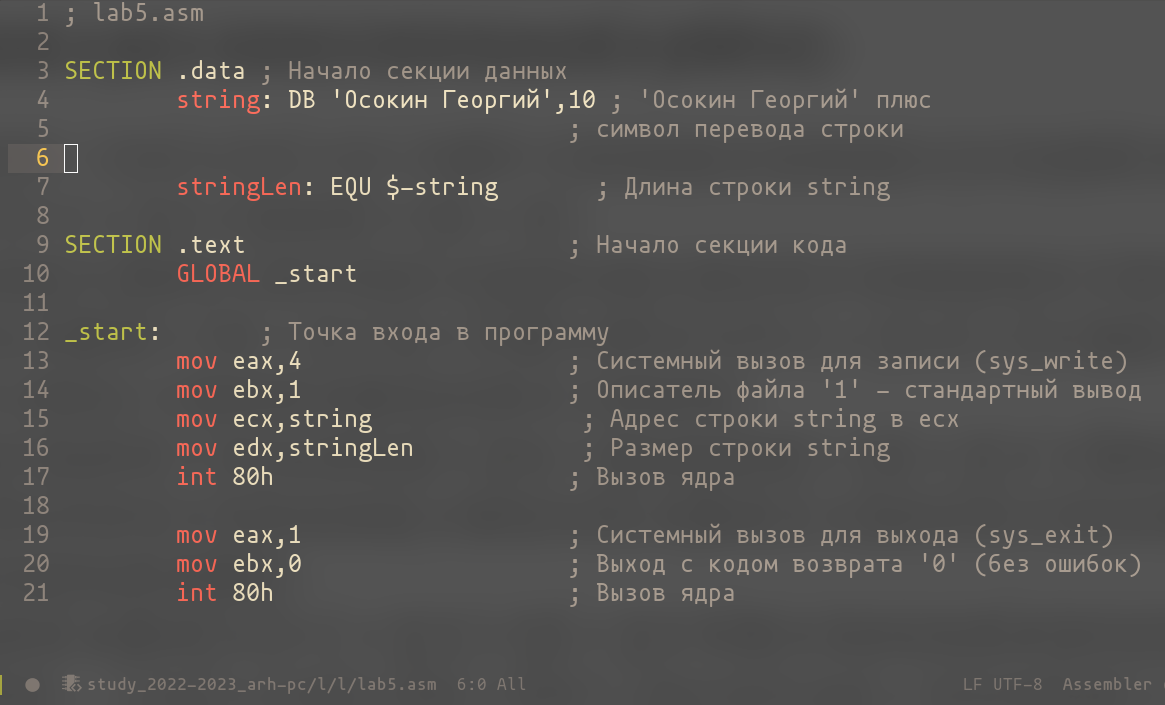 1 ; lab5.asm
2
3 SECTION .data ; Начало секции данных
4 string: DB 'Осокин Георгий',10 ; 'Осокин Георгий' плюс
5 ; символ перевода строки
6
7 stringLen: EQU $-string ; Длина строки string
8
9 SECTION .text ; Начало секции кода
10 GLOBAL _start
11
12 _start: ; Точка входа в программу
13 mov eax,4 ; Системный вызов для записи (sys_write)
14 mov ebx,1 ; Описатель файла '1' - стандартный вывод
15 mov ecx,string ; Адрес строки string в ecx
16 mov edx,stringLen ; Размер строки string
17 int 80h ; Вызов ядра
18
19 mov eax,1 ; Системный вызов для выхода (sys_exit)
20 mov ebx,0 ; Выход с кодом возврата '0' (без ошибок)
21 int 80h ; Вызов ядра
study_2022-2023_arh-pc/l/l/lab5.asm 6:0 All LF UTF-8 Assembler